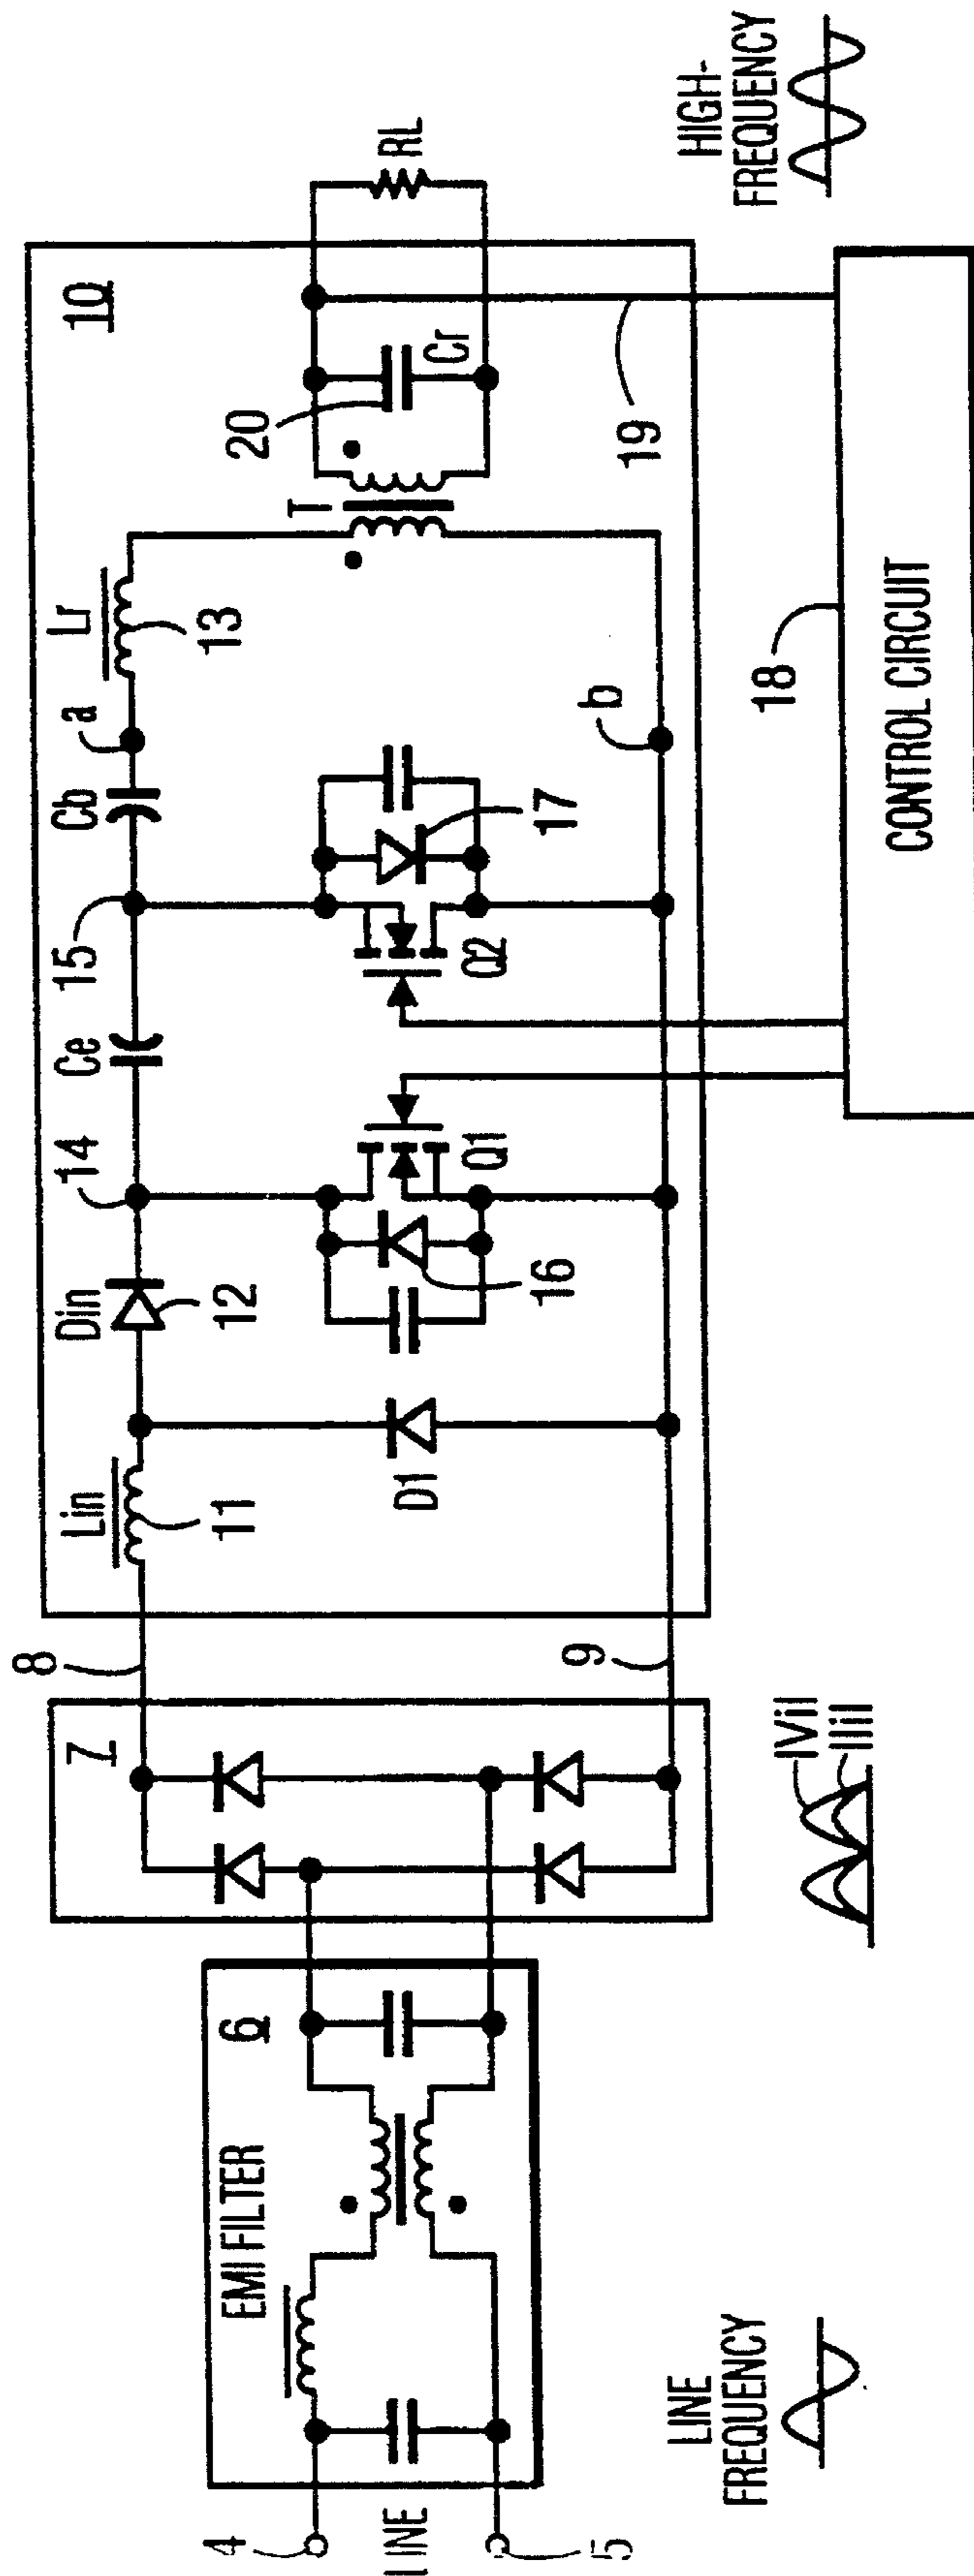 4
LINE
5
LINE
FREQUENCY
EMI FILTER
6
7
8
9
|Vi|
|Ii|
10
Lin
11
D1
Din
12
14
16
Q1
Ce
15
Q2
17
Cb
a
b
Lr
13
T
20
Cr
RL
19
18
CONTROL CIRCUIT
HIGH-
FREQUENCY